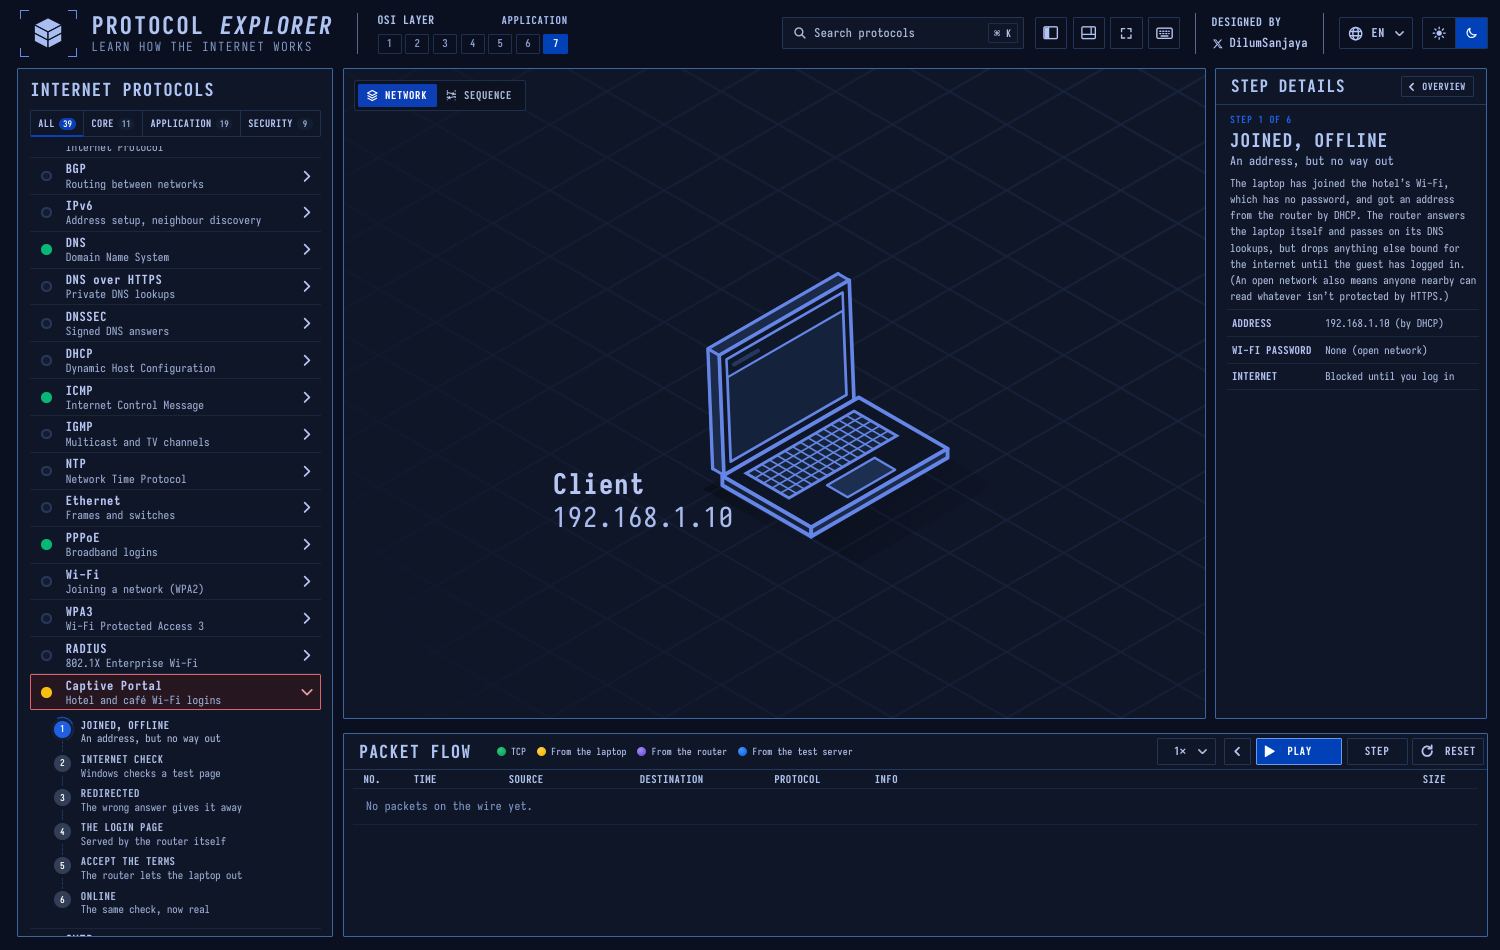 PROTOCOL EXPLORER
LEARN HOW THE INTERNET WORKS
OSI LAYER APPLICATION
1 2 3 4 5 6 7
Search protocols ⌘ K
DESIGNED BY
DilumSanjaya
EN
INTERNET PROTOCOLS
ALL 39 CORE 11 APPLICATION 19 SECURITY 9
Internet Protocol
BGP
Routing between networks
IPv6
Address setup, neighbour discovery
DNS
Domain Name System
DNS over HTTPS
Private DNS lookups
DNSSEC
Signed DNS answers
DHCP
Dynamic Host Configuration
ICMP
Internet Control Message
IGMP
Multicast and TV channels
NTP
Network Time Protocol
Ethernet
Frames and switches
PPPoE
Broadband logins
Wi-Fi
Joining a network (WPA2)
WPA3
Wi-Fi Protected Access 3
RADIUS
802.1X Enterprise Wi-Fi
Captive Portal
Hotel and café Wi-Fi logins
1 JOINED, OFFLINE
An address, but no way out
2 INTERNET CHECK
Windows checks a test page
3 REDIRECTED
The wrong answer gives it away
4 THE LOGIN PAGE
Served by the router itself
5 ACCEPT THE TERMS
The router lets the laptop out
6 ONLINE
The same check, now real
NETWORK SEQUENCE
Client
192.168.1.10
STEP DETAILS OVERVIEW
STEP 1 OF 6
JOINED, OFFLINE
An address, but no way out
The laptop has joined the hotel’s Wi-Fi,
which has no password, and got an address
from the router by DHCP. The router answers
the laptop itself and passes on its DNS
lookups, but drops anything else bound for
the internet until the guest has logged in.
(An open network also means anyone nearby can
read whatever isn’t protected by HTTPS.)
ADDRESS 192.168.1.10 (by DHCP)
WI-FI PASSWORD None (open network)
INTERNET Blocked until you log in
PACKET FLOW TCP From the laptop From the router From the test server 1× PLAY STEP RESET
NO. TIME SOURCE DESTINATION PROTOCOL INFO SIZE
No packets on the wire yet.